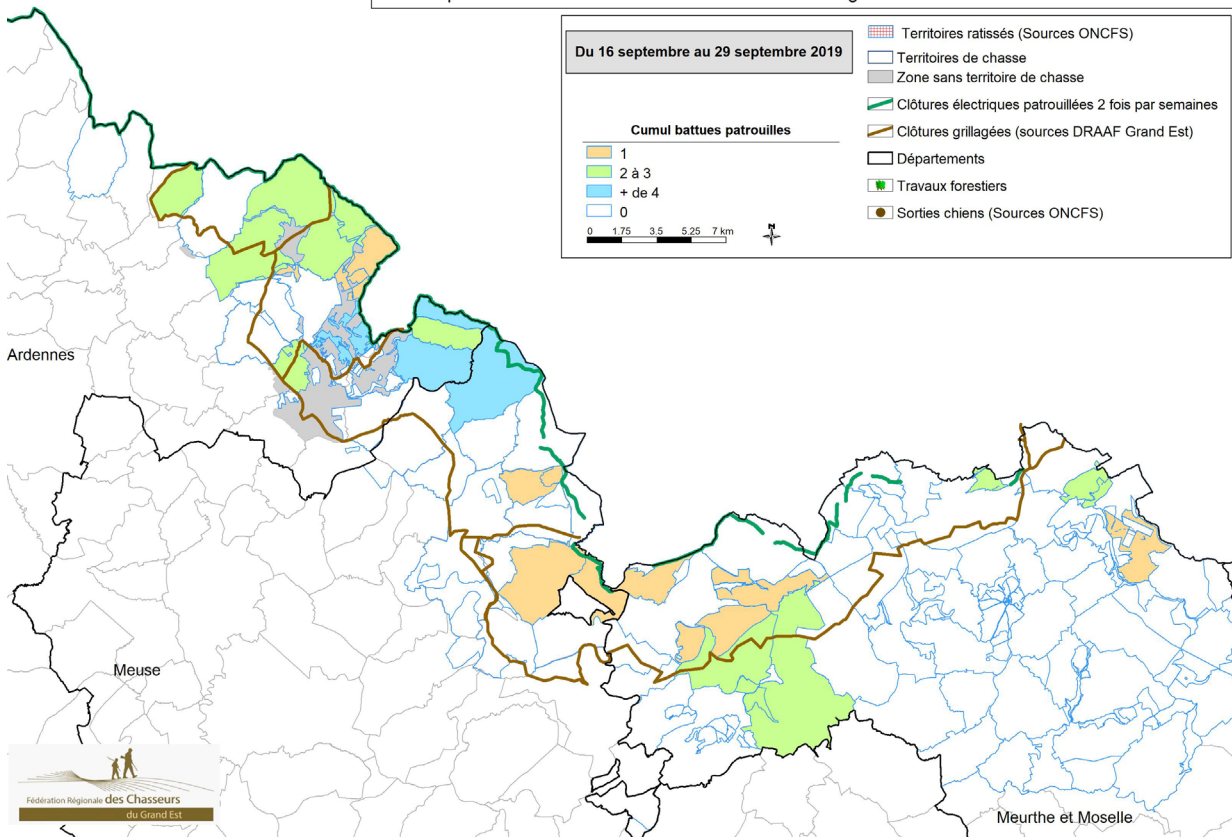 Du 16 septembre au 29 septembre 2019
Cumul battues patrouilles
1
2 à 3
+ de 4
0
0 1.75 3.5 5.25 7 km
N
Territoires ratissés (Sources ONCFS)
Territoires de chasse
Zone sans territoire de chasse
Clôtures électriques patrouillées 2 fois par semaines
Clôtures grillagées (sources DRAAF Grand Est)
Départements
Travaux forestiers
Sorties chiens (Sources ONCFS)
Ardennes
Meuse
Meurthe et Moselle
Fédération Régionale des Chasseurs
du Grand Est